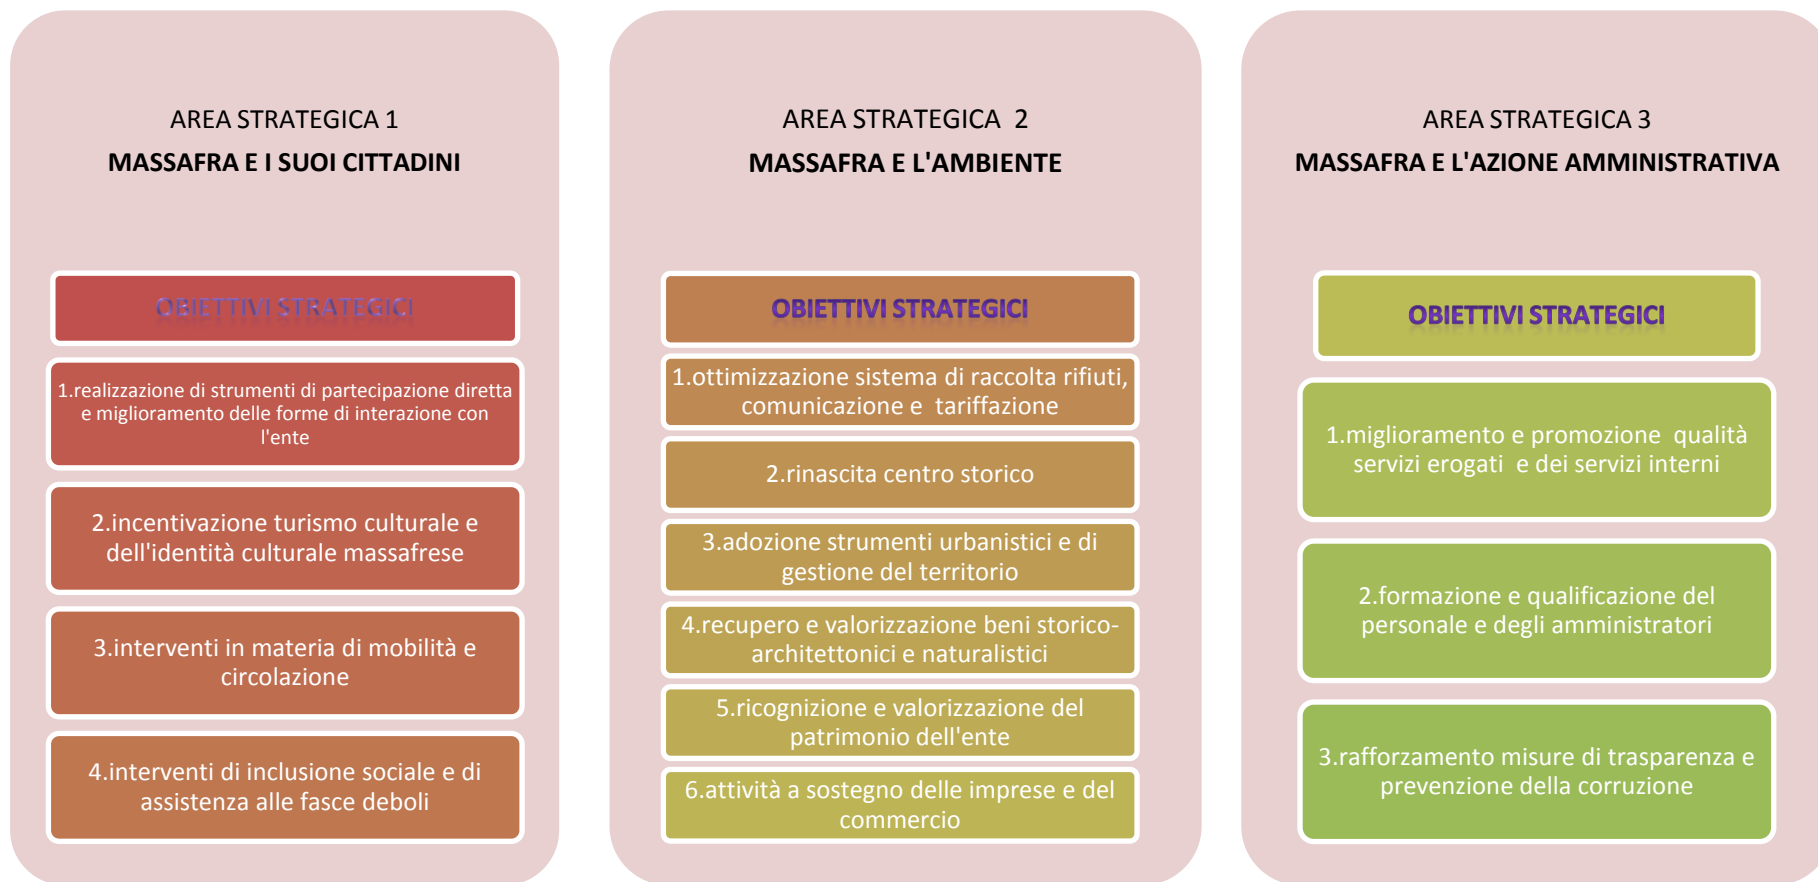 AREA STRATEGICA 1
MASSAFRA E I SUOI CITTADINI
OBIETTIVI STRATEGICI
1.realizzazione di strumenti di partecipazione diretta
e miglioramento delle forme di interazione con
l'ente
2.incentivazione turismo culturale e
dell'identità culturale massafrese
3.interventi in materia di mobilità e
circolazione
4.interventi di inclusione sociale e di
assistenza alle fasce deboli
AREA STRATEGICA 2
MASSAFRA E L'AMBIENTE
OBIETTIVI STRATEGICI
1.ottimizzazione sistema di raccolta rifiuti,
comunicazione e tariffazione
2.rinascita centro storico
3.adozione strumenti urbanistici e di
gestione del territorio
4.recupero e valorizzazione beni storico-
architettonici e naturalistici
5.ricognizione e valorizzazione del
patrimonio dell'ente
6.attività a sostegno delle imprese e del
commercio
AREA STRATEGICA 3
MASSAFRA E L'AZIONE AMMINISTRATIVA
OBIETTIVI STRATEGICI
1.miglioramento e promozione qualità
servizi erogati e dei servizi interni
2.formazione e qualificazione del
personale e degli amministratori
3.rafforzamento misure di trasparenza e
prevenzione della corruzione